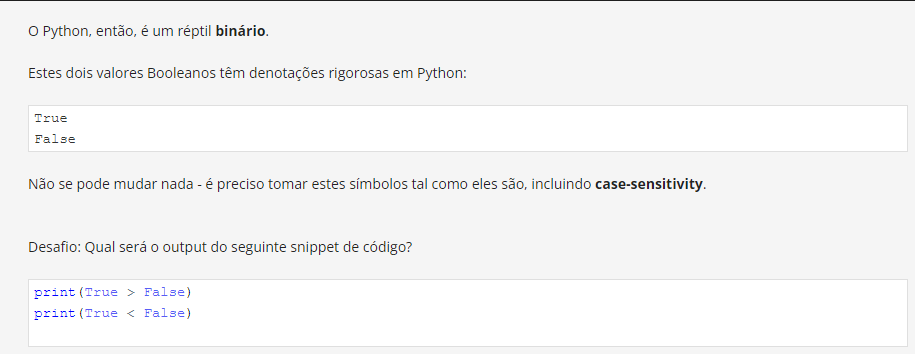 O Python, então, é um réptil binário.
Estes dois valores Booleanos têm denotações rigorosas em Python:
True
False
Não se pode mudar nada - é preciso tomar estes símbolos tal como eles são, incluindo case-sensitivity.
Desafio: Qual será o output do seguinte snippet de código?
print(True > False)
print(True < False)